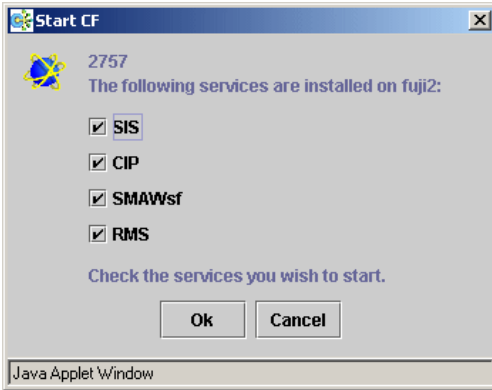 Start CF
2757
The following services are installed on fuji2:
SIS
CIP
SMAWsf
RMS
Check the services you wish to start.
Ok Cancel
Java Applet Window